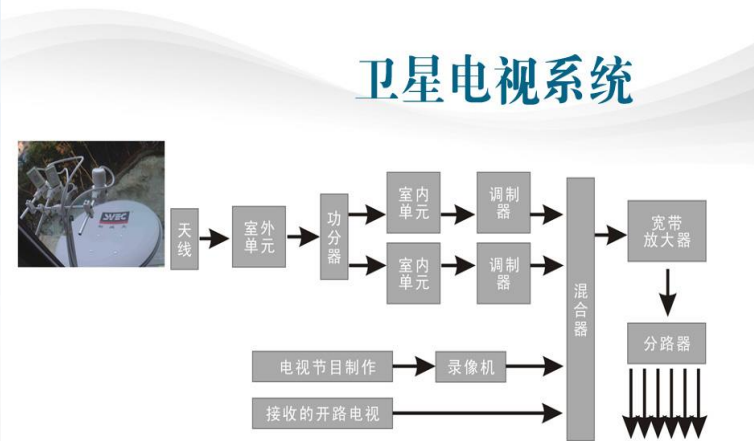 卫星电视系统
SVEC
天
线
室外
单元
功
分
器
室内
单元
调制
器
室内
单元
调制
器
混
合
器
宽带
放大器
分路器
电视节目制作
录像机
接收的开路电视